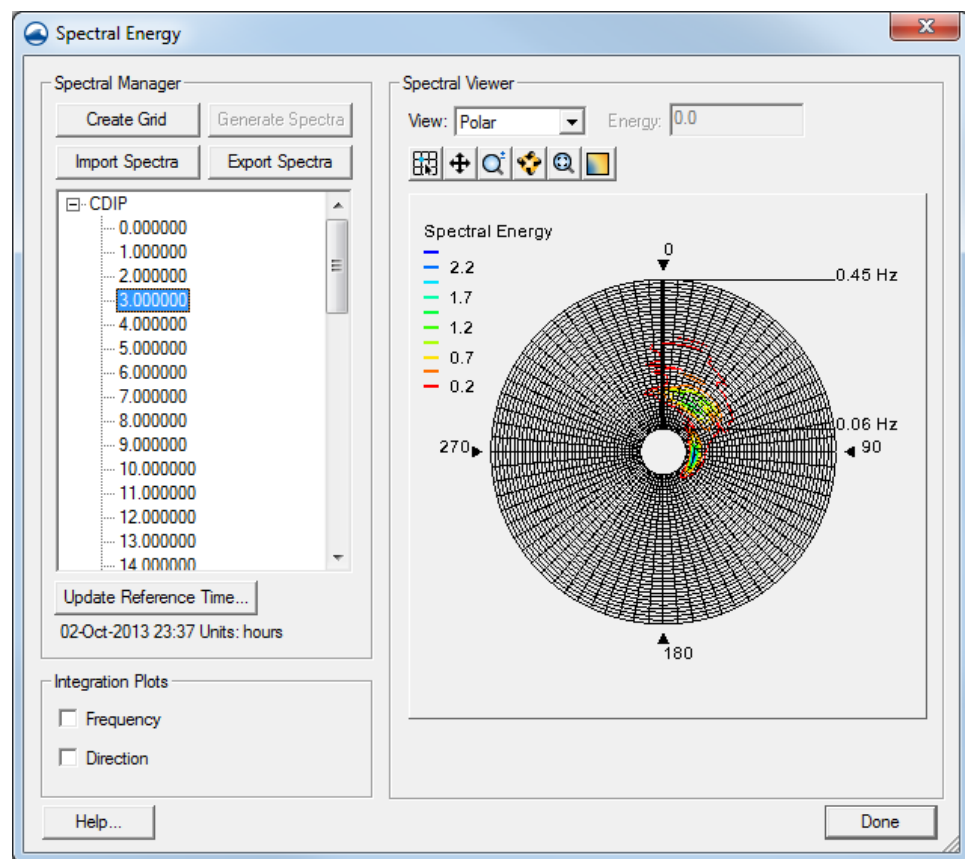 Spectral Energy
Spectral Manager
Create Grid
Generate Spectra
Import Spectra
Export Spectra
CDIP
0.000000
1.000000
2.000000
3.000000
4.000000
5.000000
6.000000
7.000000
8.000000
9.000000
10.000000
11.000000
12.000000
13.000000
14.000000
Update Reference Time...
02-Oct-2013 23:37 Units: hours
Integration Plots
Frequency
Direction
Help...
Spectral Viewer
View: Polar
Energy: 0.0
Spectral Energy
2.2
1.7
1.2
0.7
0.2
0
0.45 Hz
0.06 Hz
270
90
180
Done